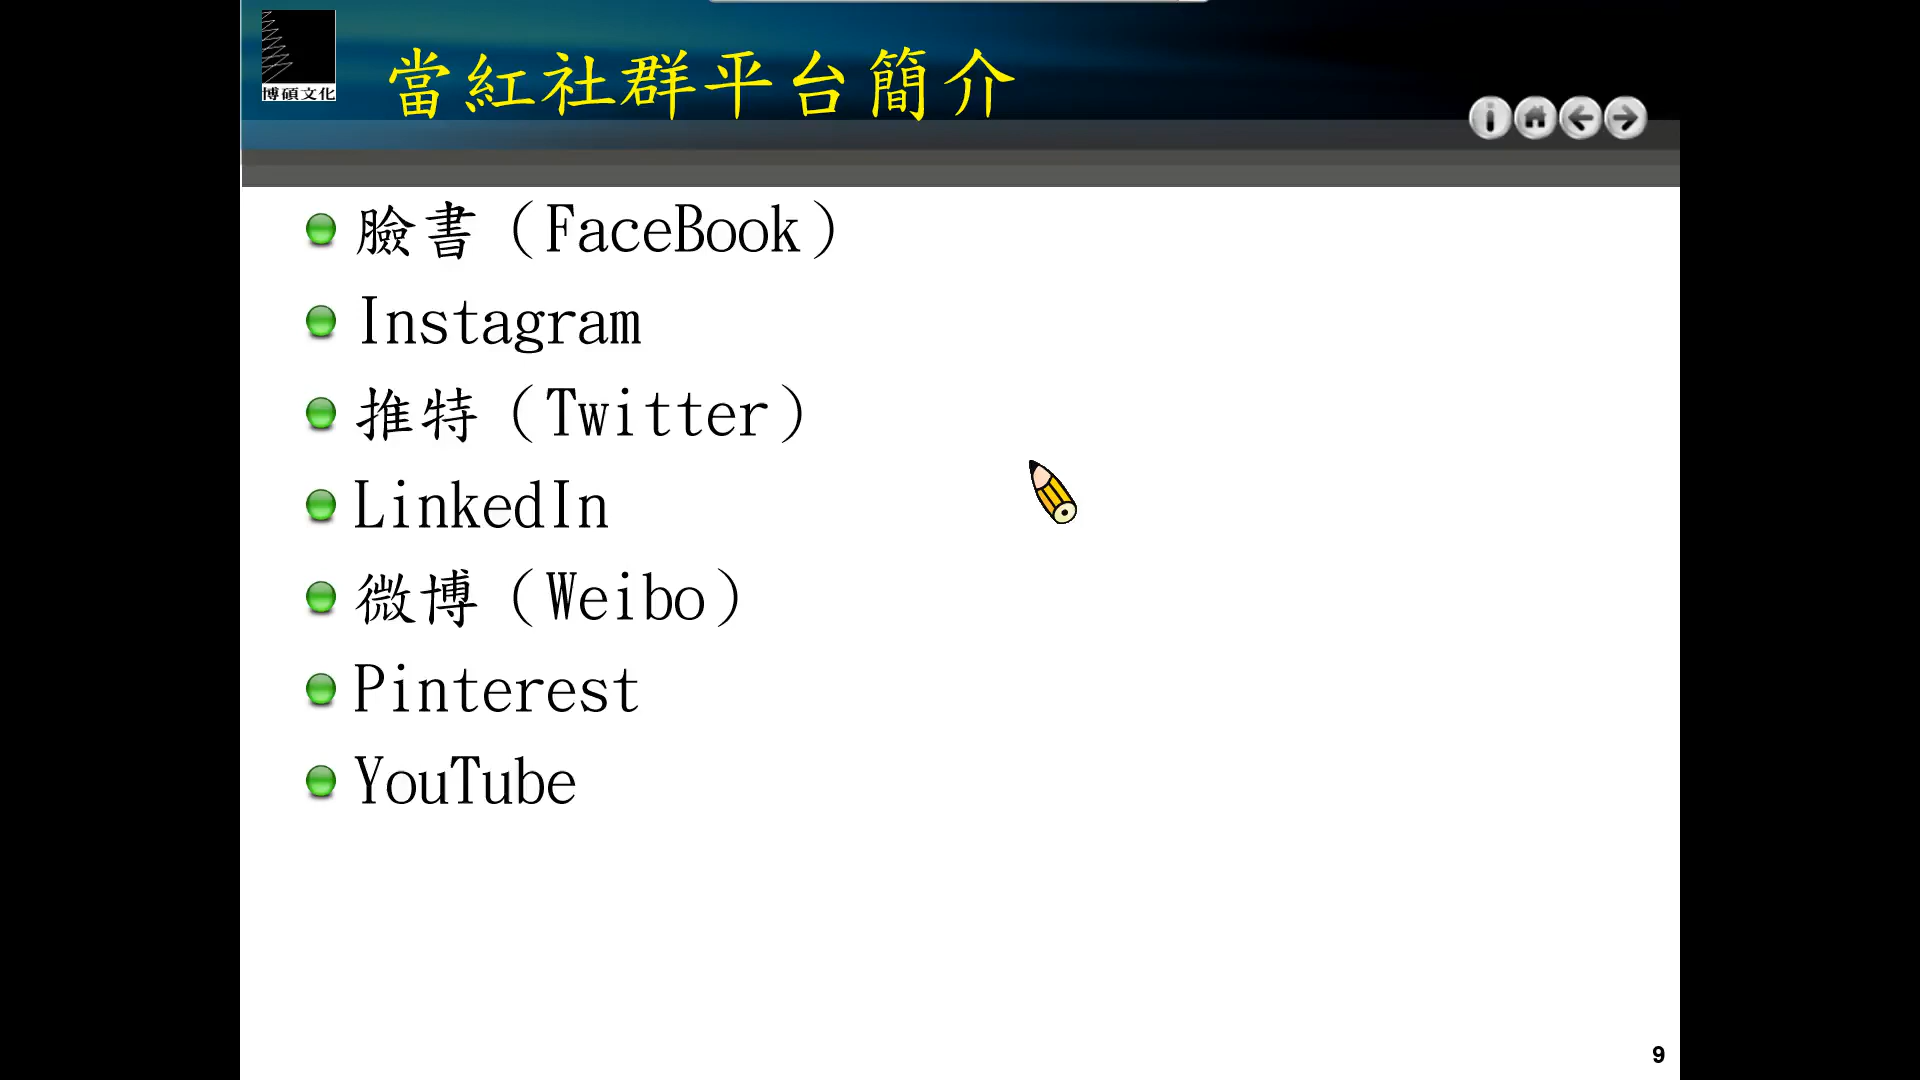 博碩文化
當紅社群平台簡介
臉書（FaceBook）
Instagram
推特（Twitter）
LinkedIn
微博（Weibo）
Pinterest
YouTube
9